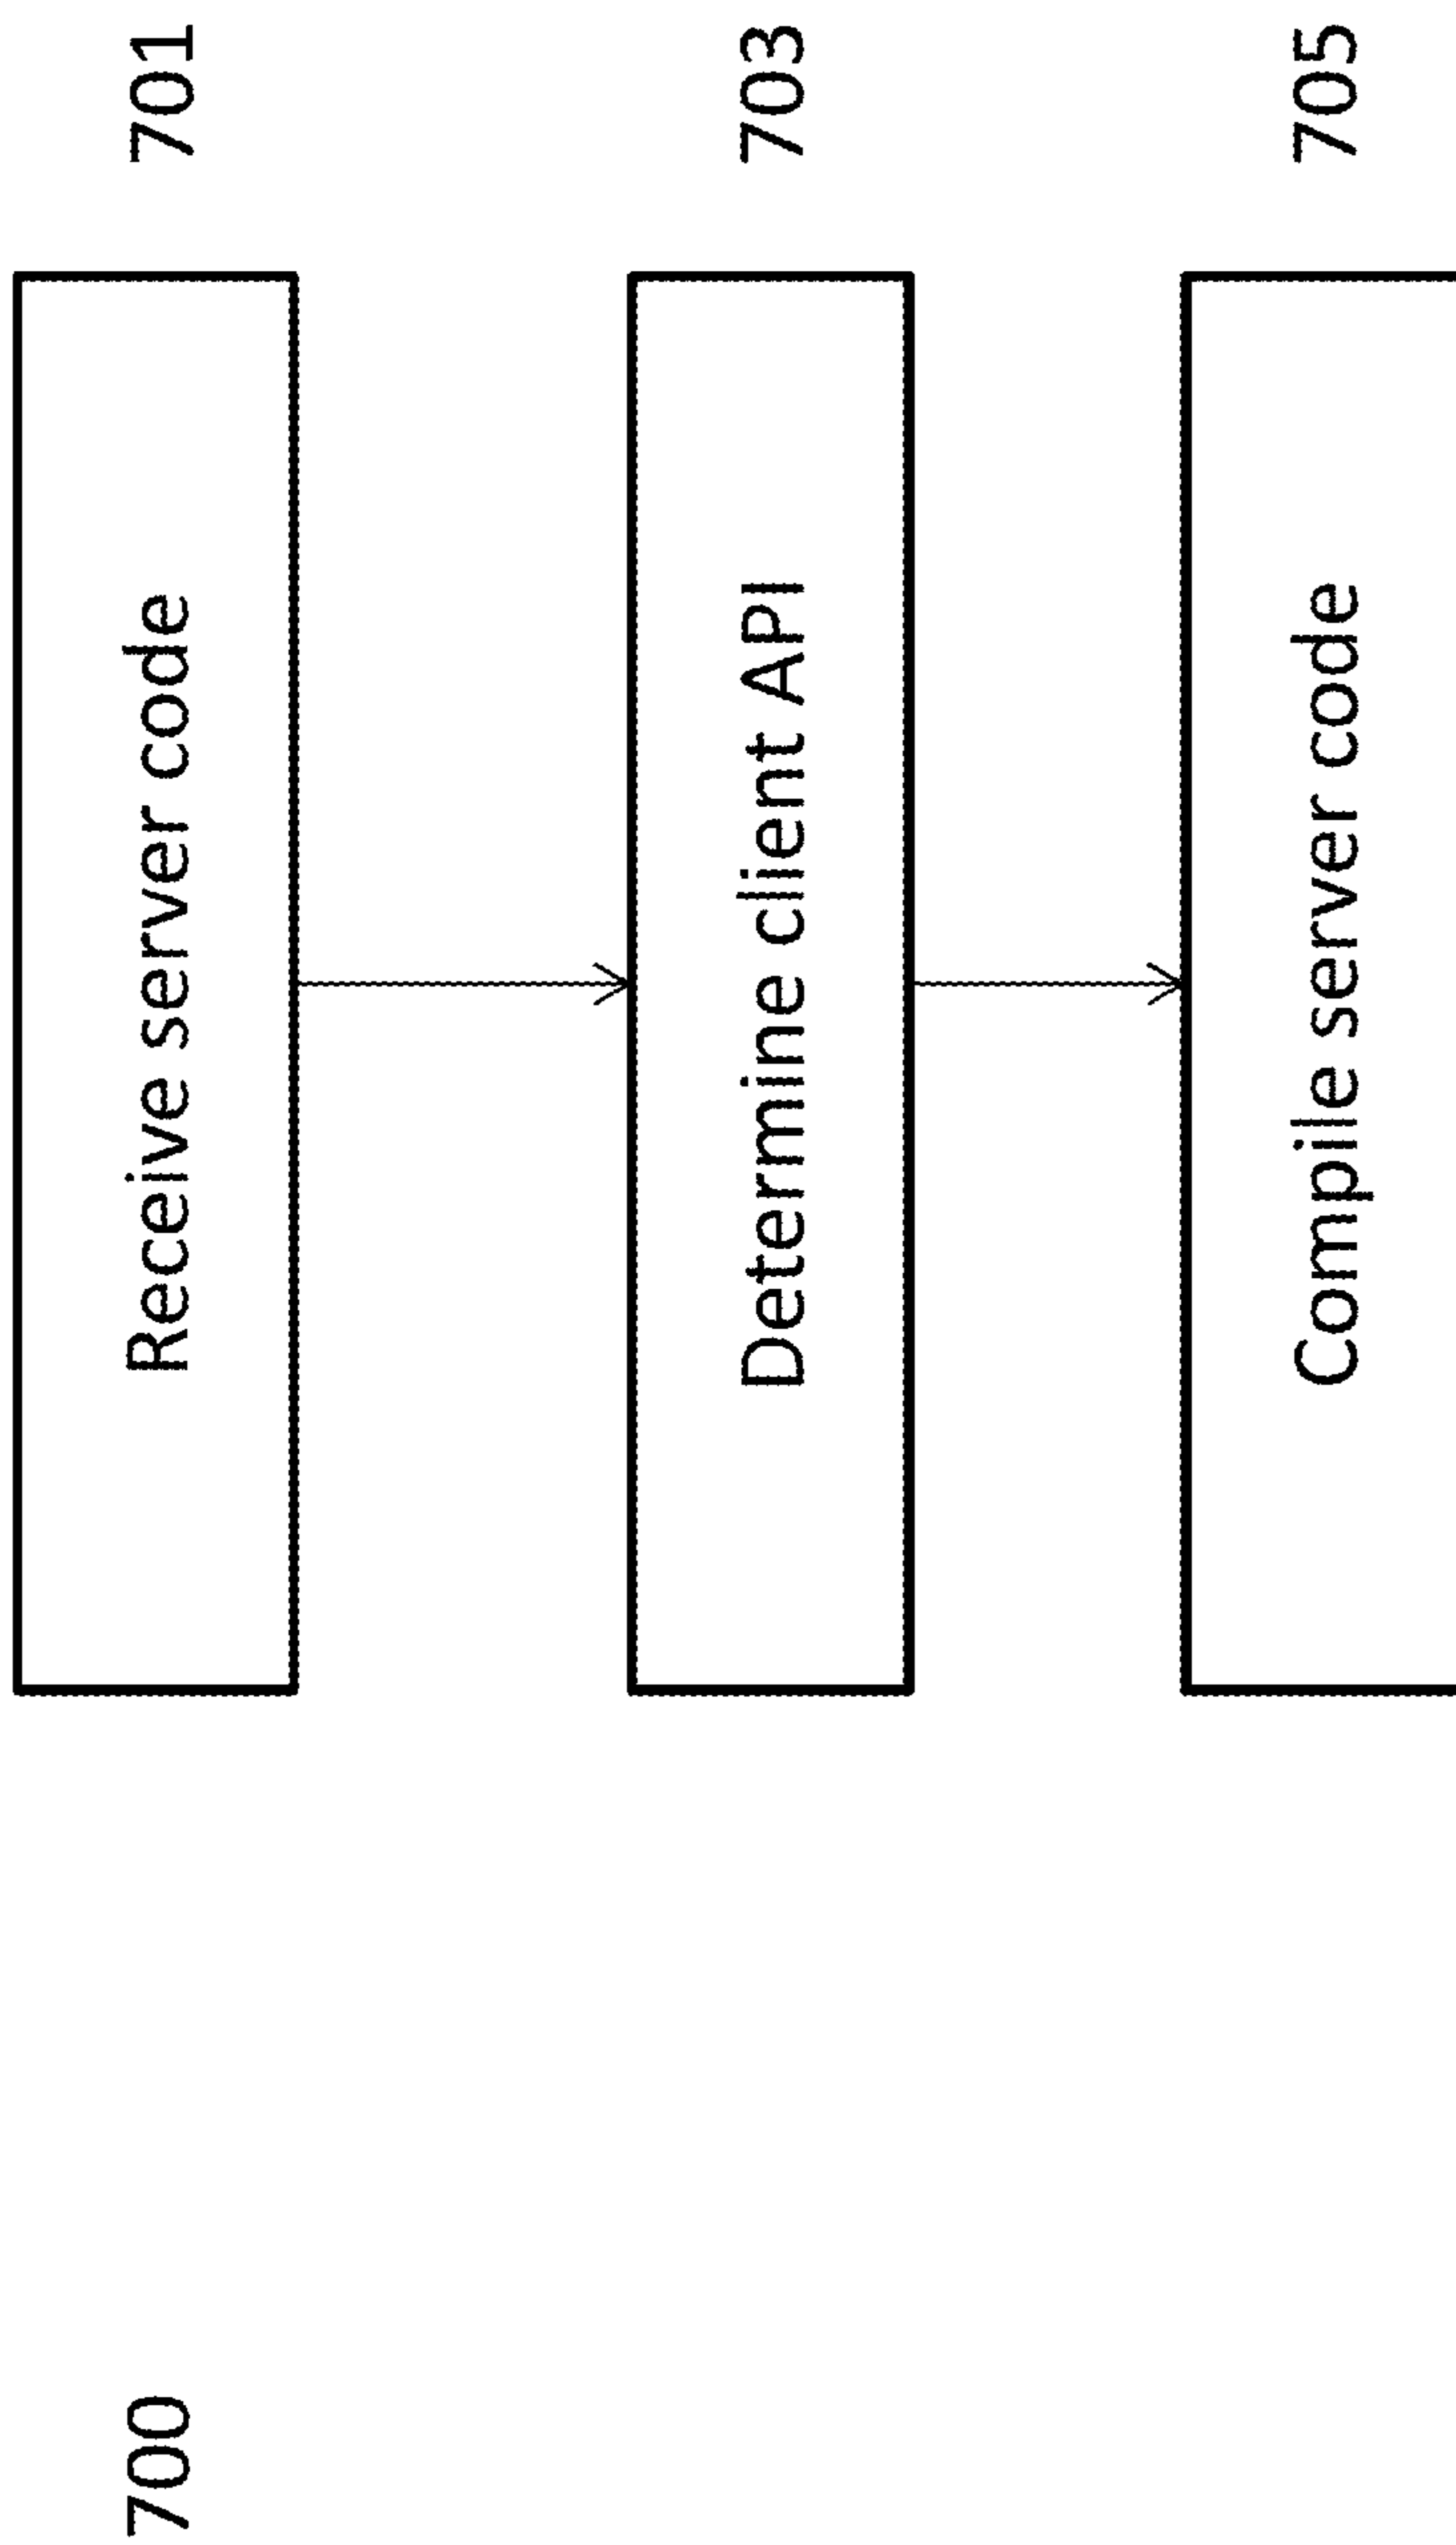 700
Receive server code
701
Determine client API
703
Compile server code
705